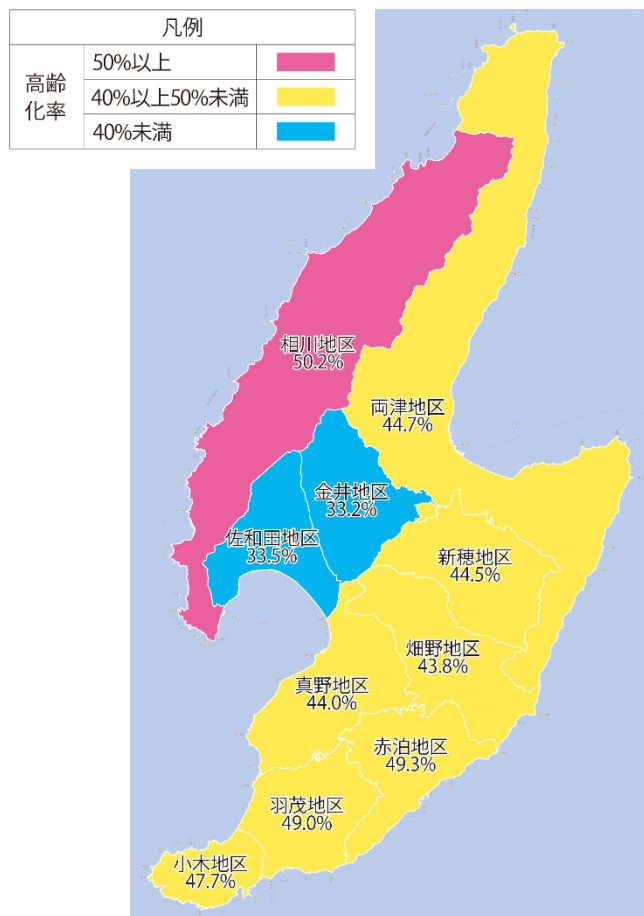 凡例
高齢
化率
50%以上
40%以上50%未満
40%未満
相川地区
50.2%
両津地区
44.7%
金井地区
33.2%
佐和田地区
33.5%
新穂地区
44.5%
畑野地区
43.8%
真野地区
44.0%
赤泊地区
49.3%
羽茂地区
49.0%
小木地区
47.7%